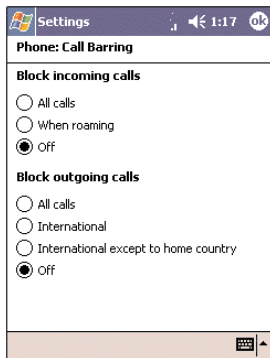 Settings 1:17 ok
Phone: Call Barring
Block incoming calls
All calls
When roaming
Off
Block outgoing calls
All calls
International
International except to home country
Off